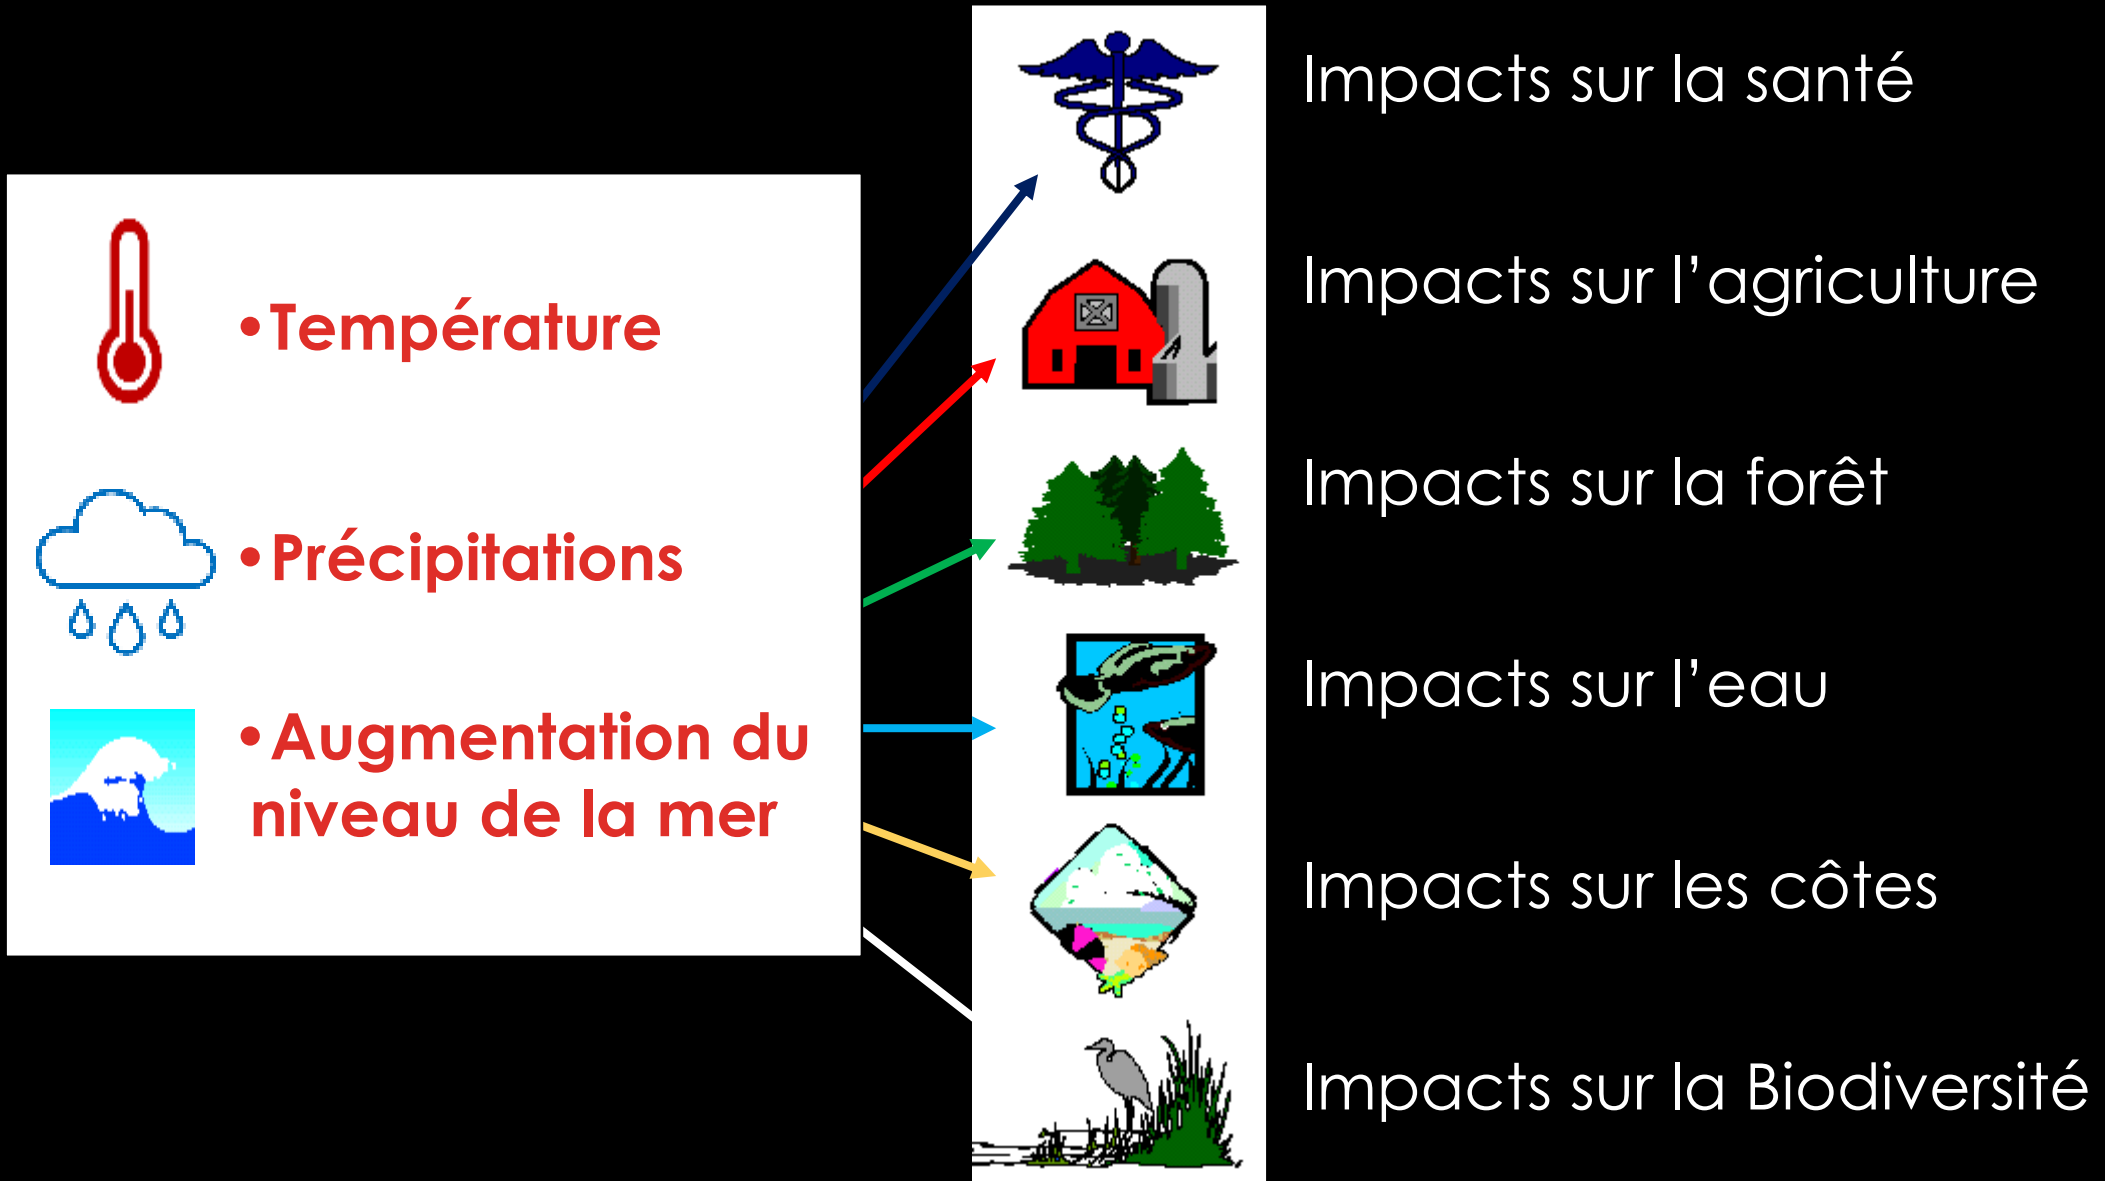 •Température
•Précipitations
•Augmentation du
niveau de la mer
Impacts sur la santé
Impacts sur l’agriculture
Impacts sur la forêt
Impacts sur l’eau
Impacts sur les côtes
Impacts sur la Biodiversité